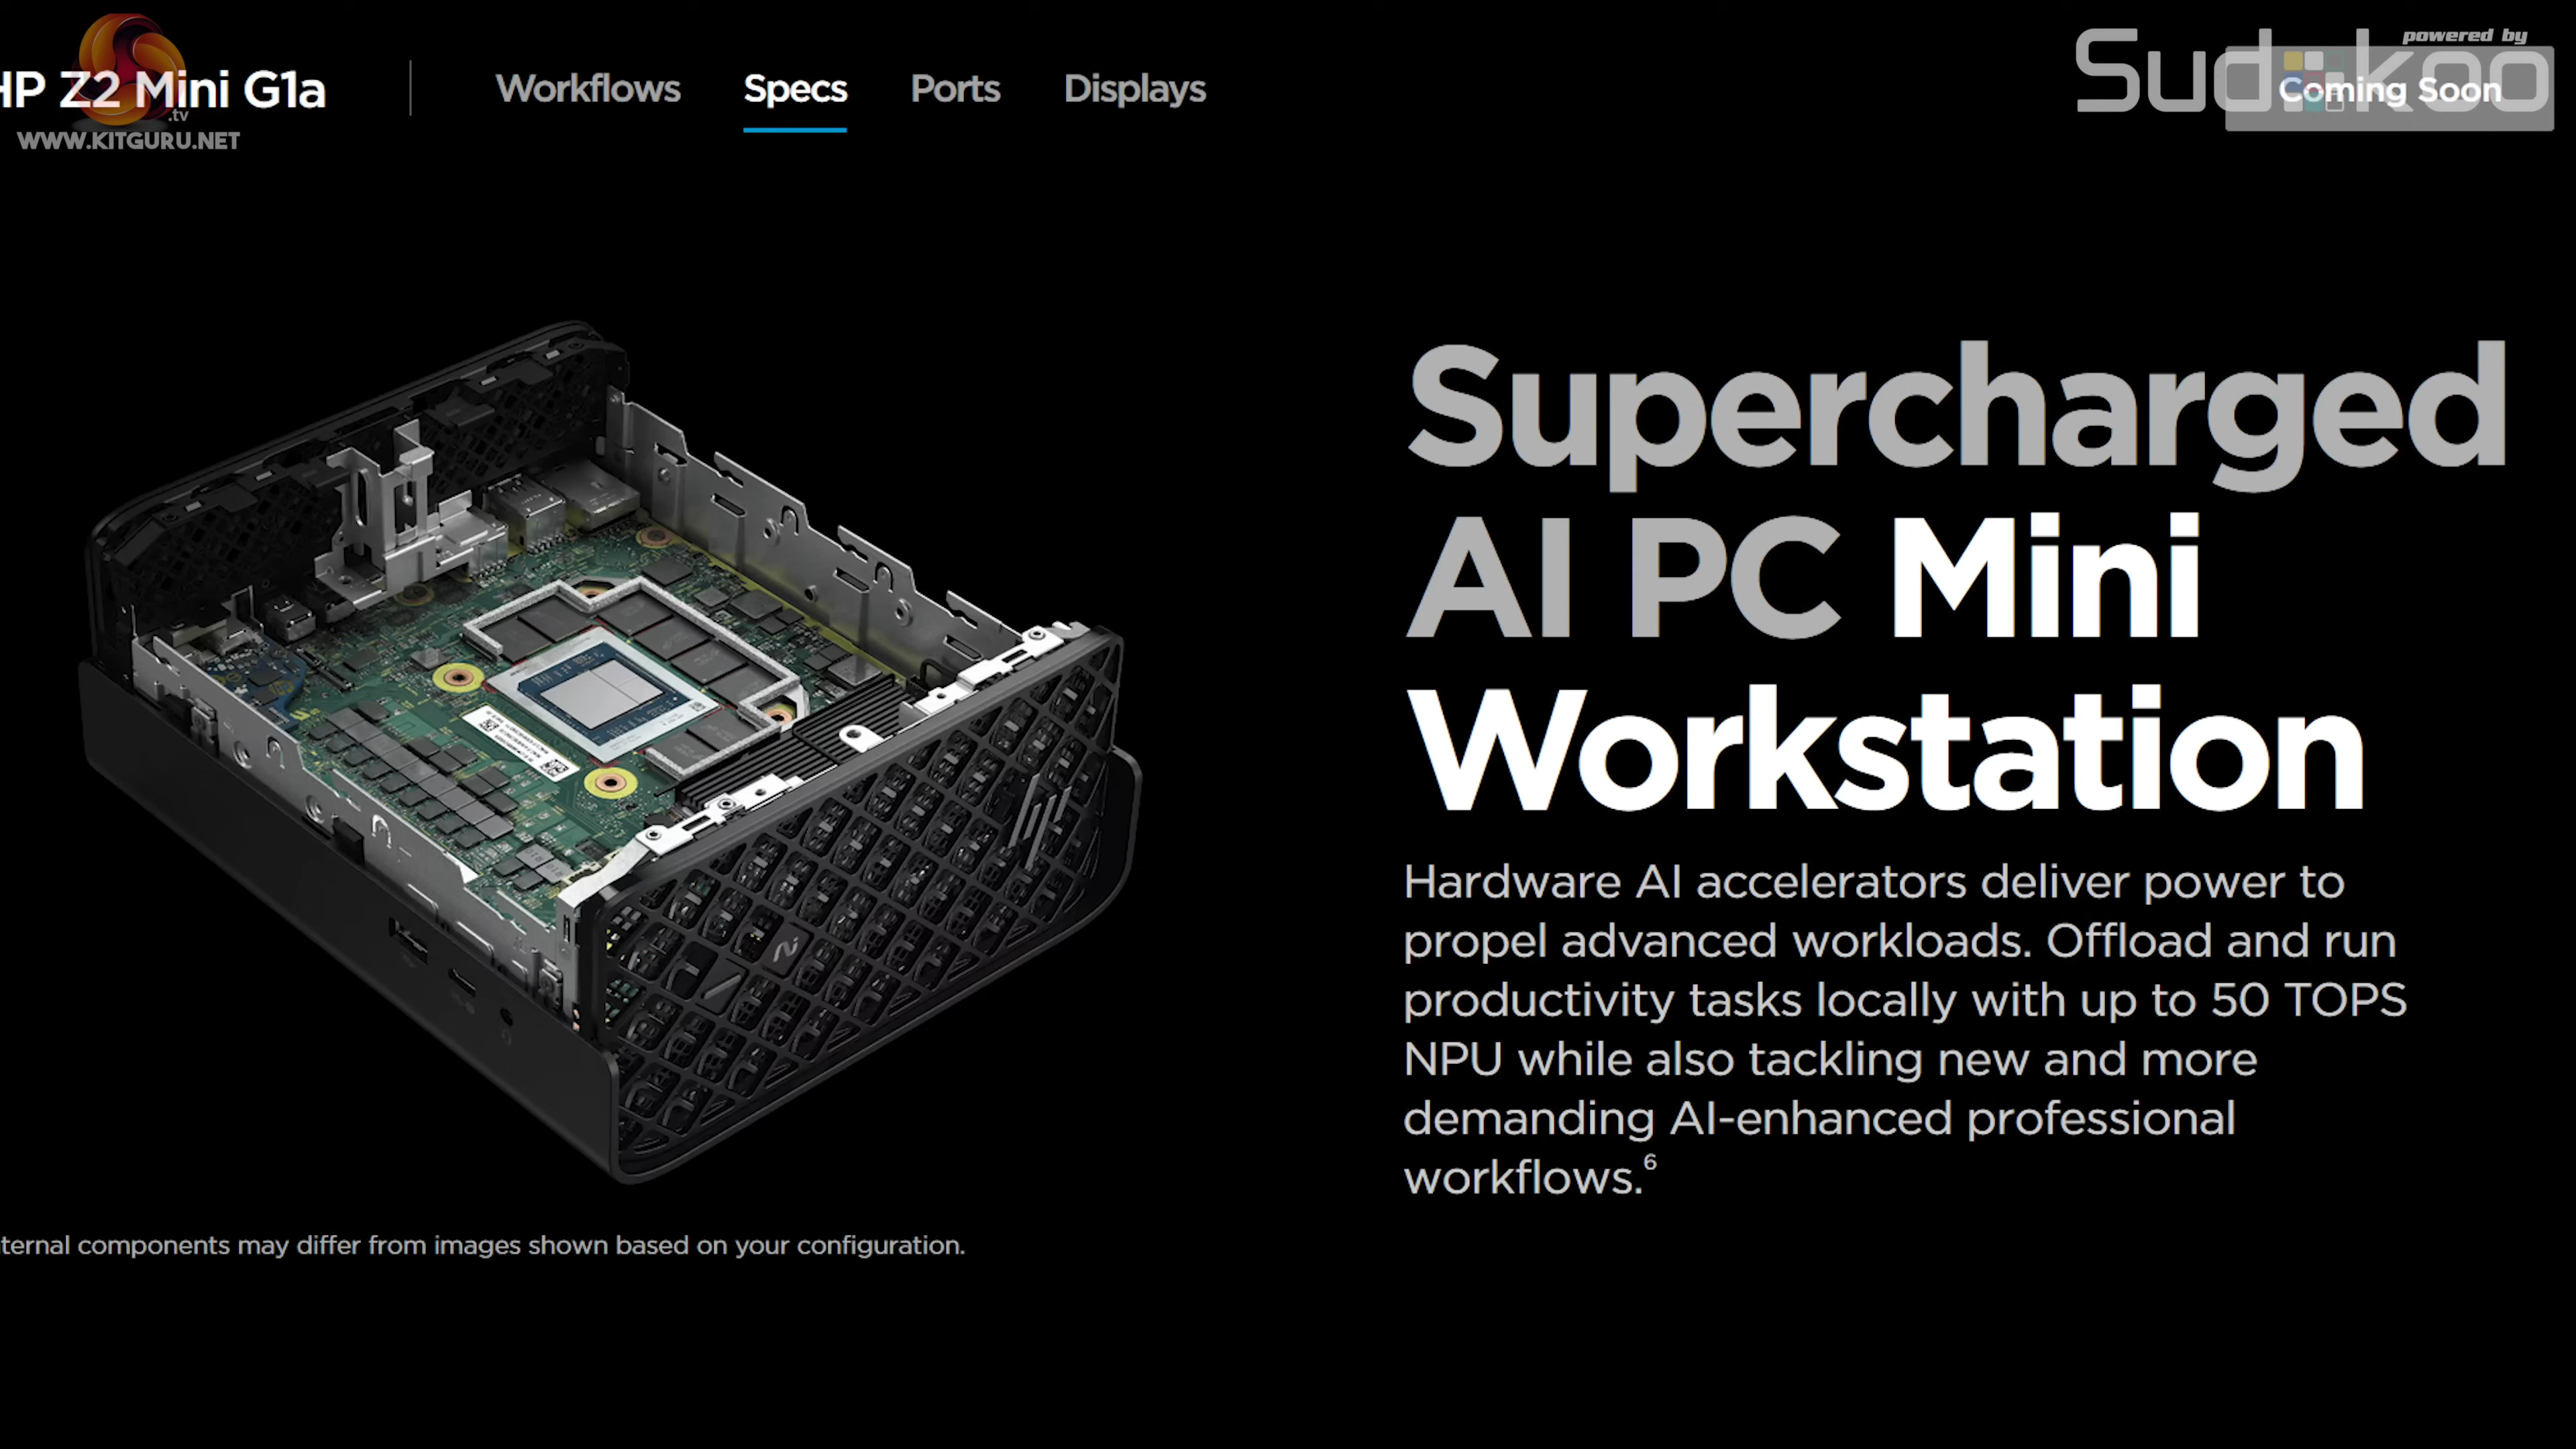 HP Z2 Mini G1a
Workflows
Specs
Ports
Displays
Coming Soon
powered by
Sudokoo
.tv
WWW.KITGURU.NET
Supercharged
AI PC Mini
Workstation
Hardware AI accelerators deliver power to
propel advanced workloads. Offload and run
productivity tasks locally with up to 50 TOPS
NPU while also tackling new and more
demanding AI-enhanced professional
workflows.⁶
ternal components may differ from images shown based on your configuration.